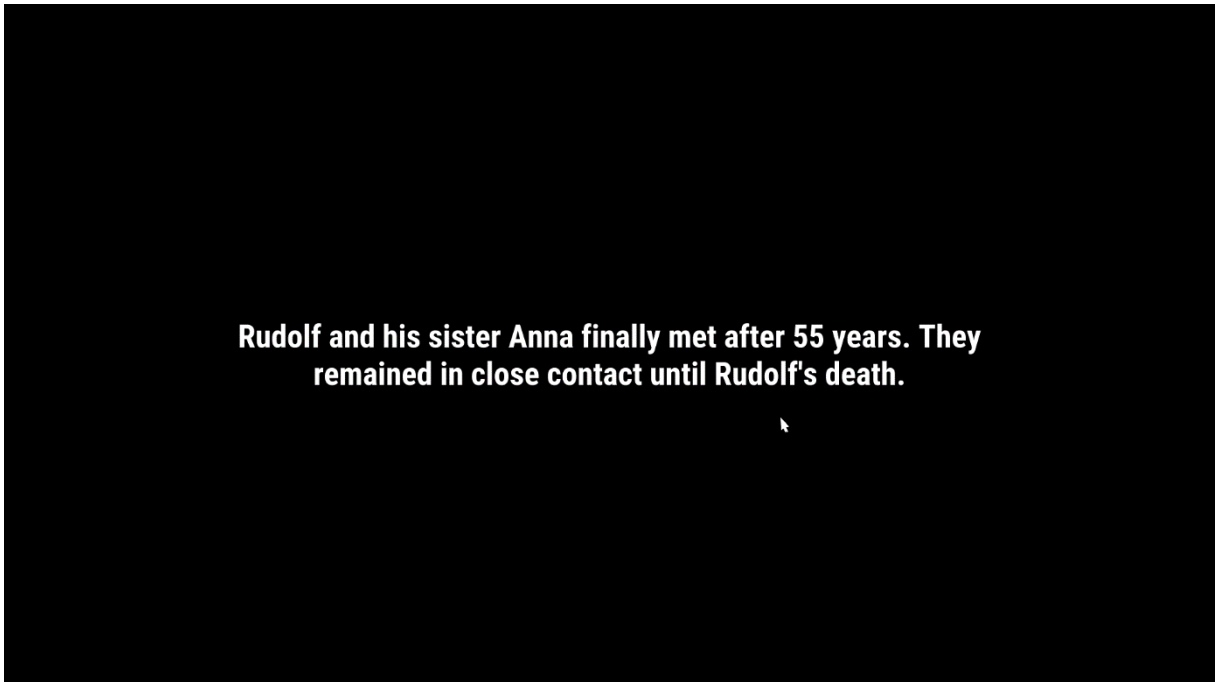 Rudolf and his sister Anna finally met after 55 years. They
remained in close contact until Rudolf's death.